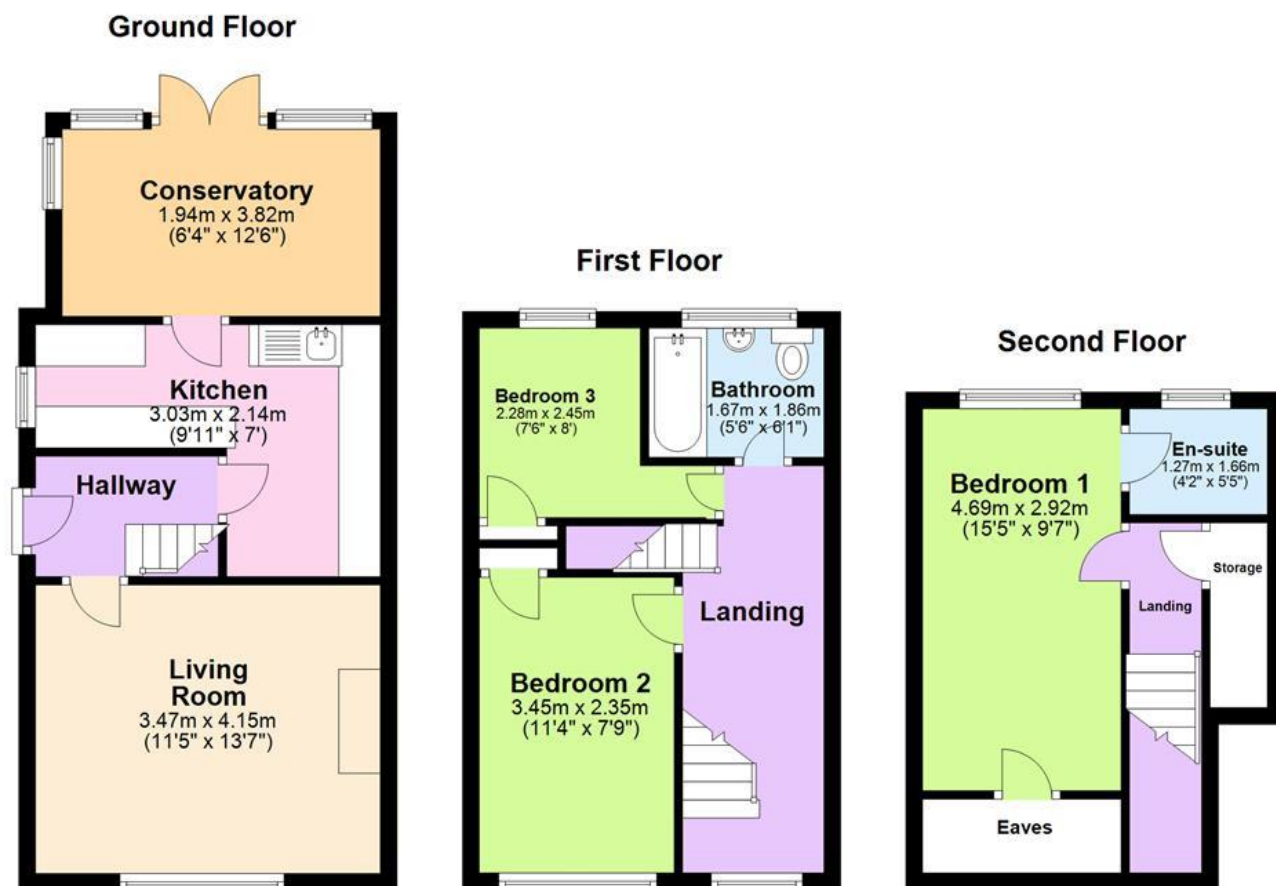 Ground Floor
Conservatory
1.94m x 3.82m
(6'4" x 12'6")
Kitchen
3.03m x 2.14m
(9'11" x 7')
Hallway
Living
Room
3.47m x 4.15m
(11'5" x 13'7")
First Floor
Bedroom 3
2.28m x 2.45m
(7'6" x 8')
Bathroom
1.67m x 1.86m
(5'6" x 6'1")
Landing
Bedroom 2
3.45m x 2.35m
(11'4" x 7'9")
Second Floor
Bedroom 1
4.69m x 2.92m
(15'5" x 9'7")
En-suite
1.27m x 1.66m
(4'2" x 5'5")
Storage
Landing
Eaves